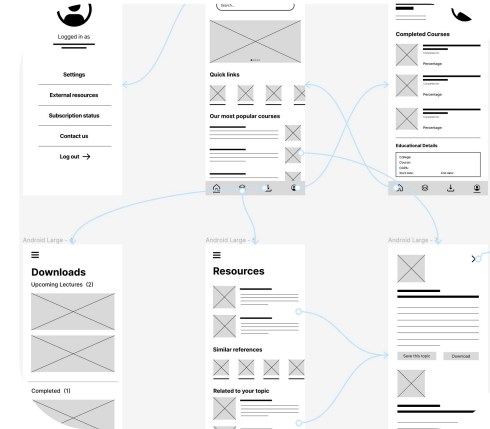 Search...
Logged in as
Settings
External resources
Subscription status
Contact us
Log out
Quick links
Our most popular courses
Completed Courses
Percentage
Percentage
Percentage
Educational Details
College
Course
CGPA
Start date
End date
Android Large -
Downloads
Upcoming Lectures (2)
Completed (1)
Android Large -
Resources
Similar references
Related to your topic
Android Large -
Save this topic
Download